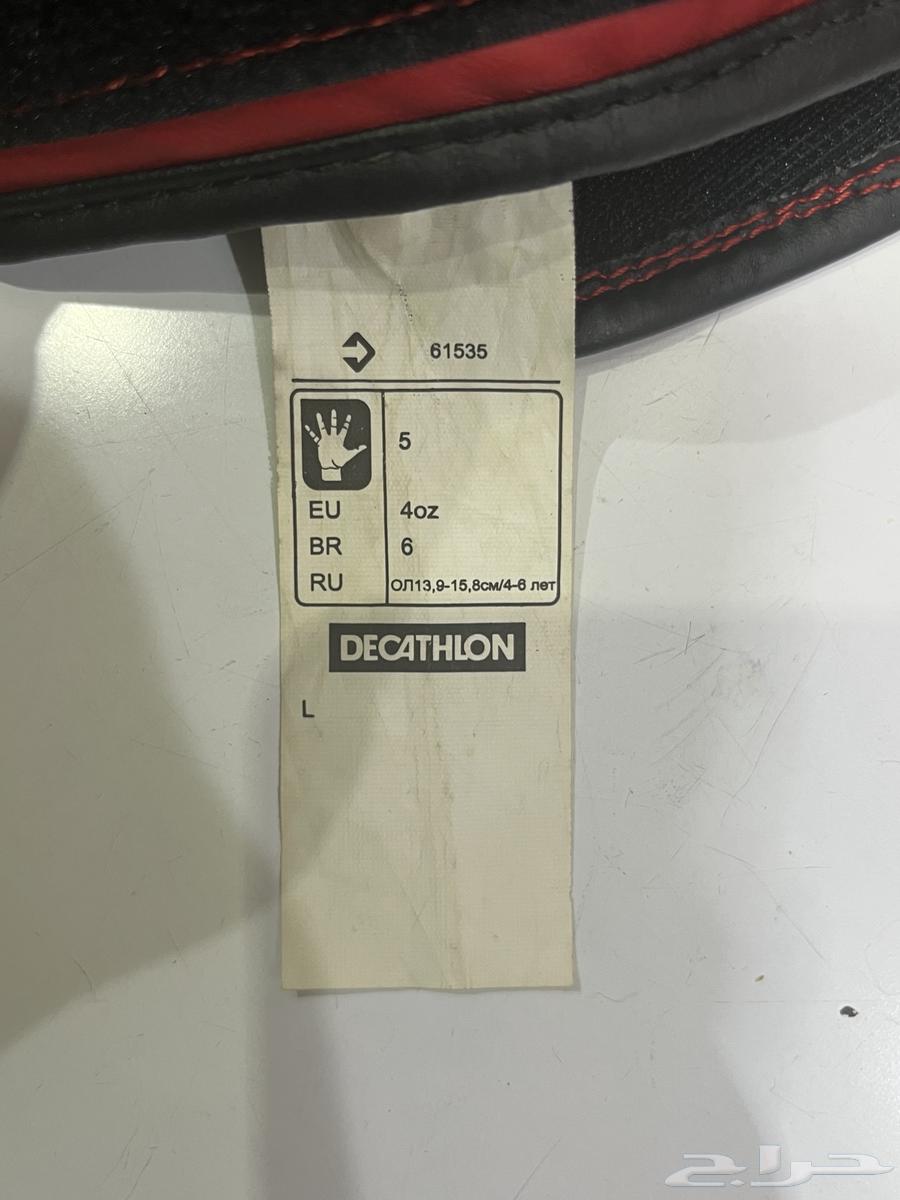 61535
5
EU 4oz
BR 6
RU ОЛ13,9-15,8см/4-6 лет
DECATHLON
L
حراج